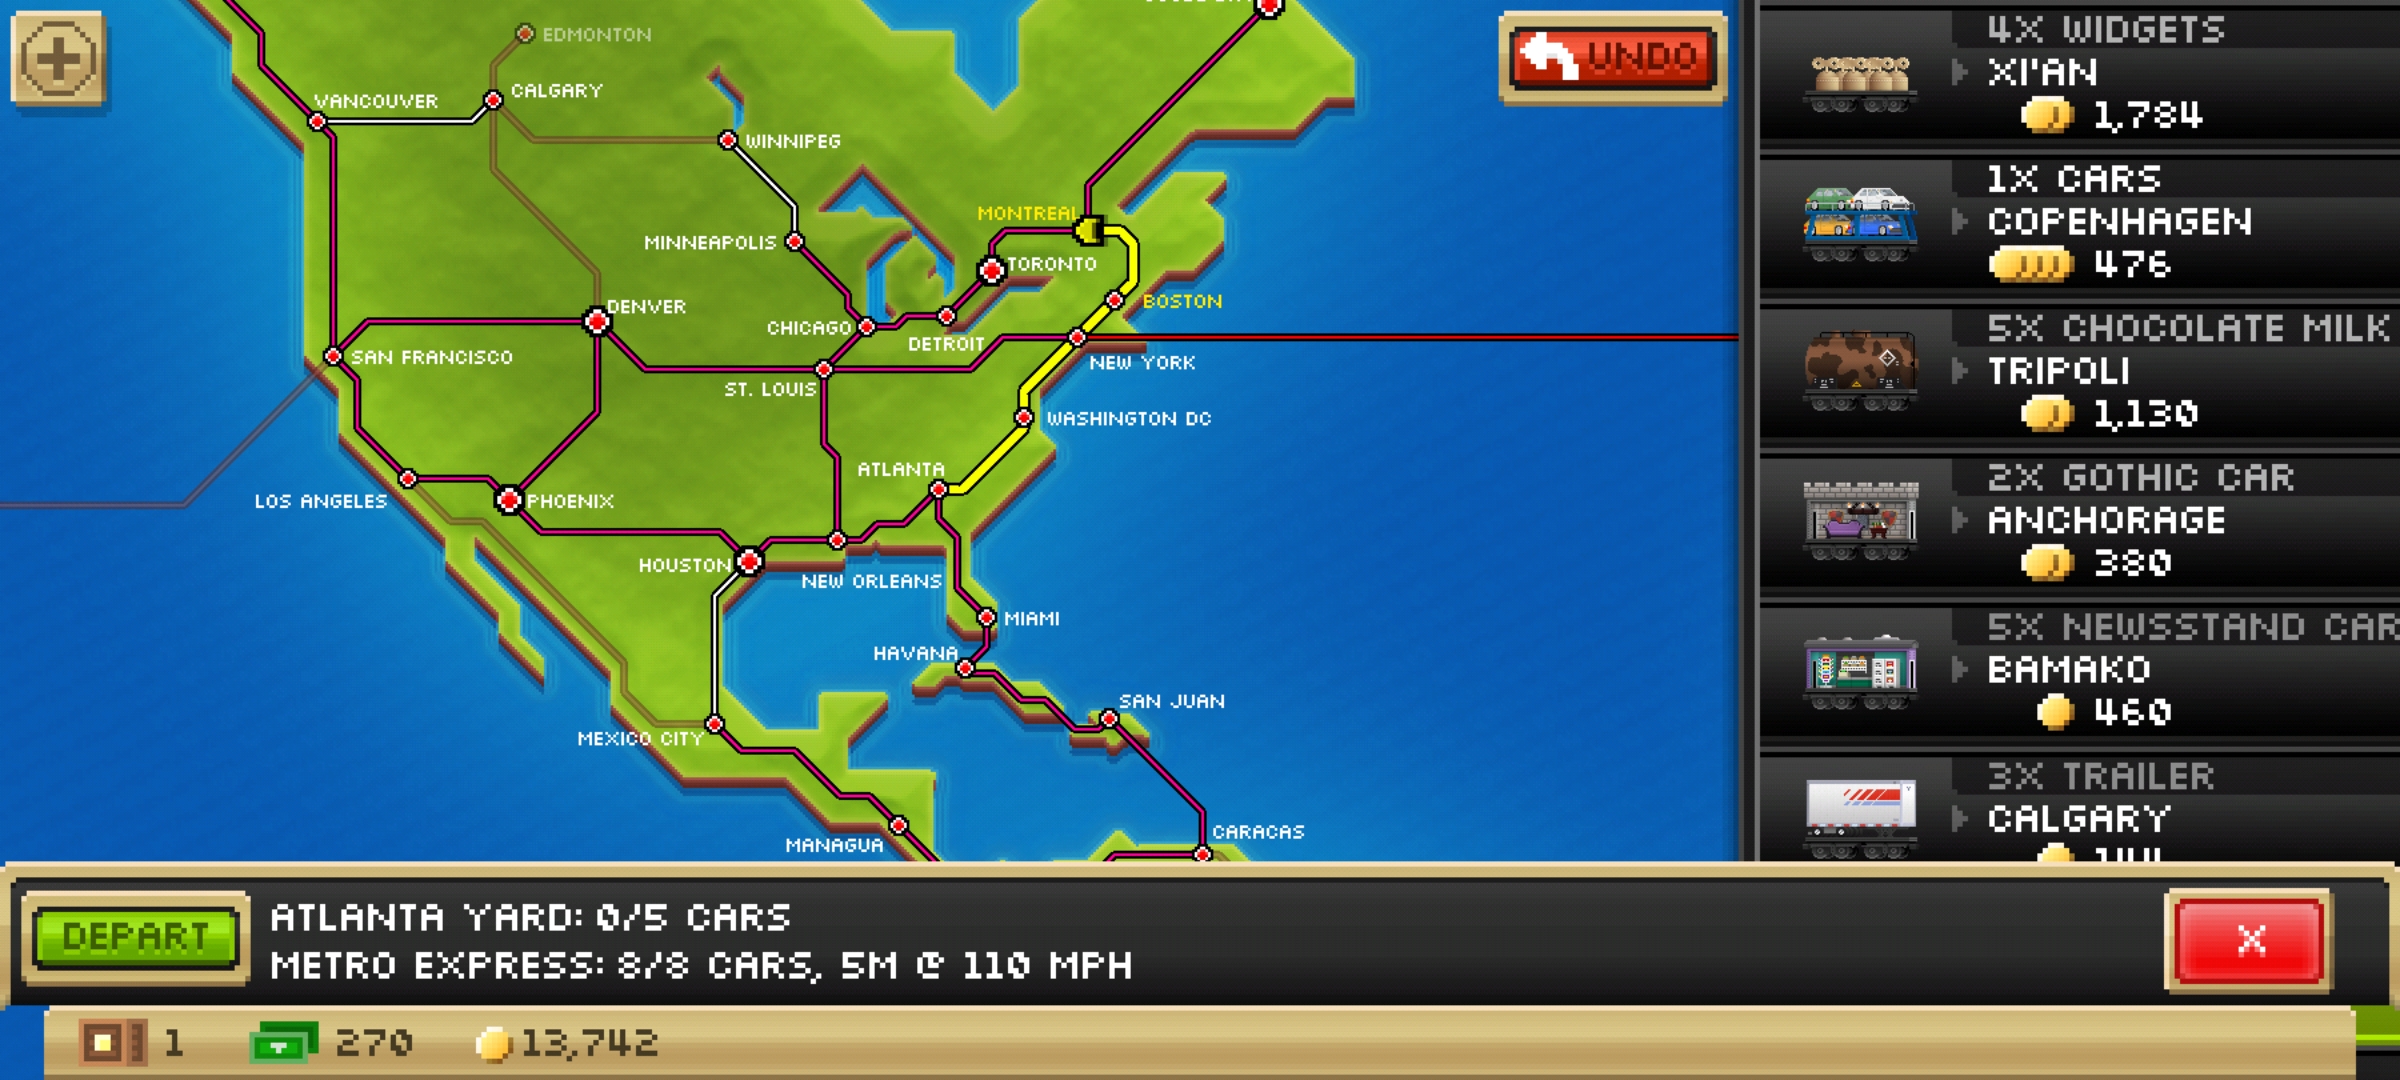 EDMONTON
CALGARY
VANCOUVER
WINNIPEG
MONTREAL
MINNEAPOLIS
TORONTO
DENVER
BOSTON
CHICAGO
DETROIT
SAN FRANCISCO
NEW YORK
ST. LOUIS
WASHINGTON DC
ATLANTA
LOS ANGELES
PHOENIX
HOUSTON
NEW ORLEANS
MIAMI
HAVANA
SAN JUAN
MEXICO CITY
CARACAS
MANAGUA
UNDO
4X WIDGETS
XI'AN
1,784
1X CARS
COPENHAGEN
476
5X CHOCOLATE MILK
TRIPOLI
1,130
2X GOTHIC CAR
ANCHORAGE
380
5X NEWSSTAND CAR
BAMAKO
460
3X TRAILER
CALGARY
DEPART
ATLANTA YARD: 0/5 CARS
METRO EXPRESS: 8/8 CARS, 5M @ 110 MPH
X
1
270
13,742